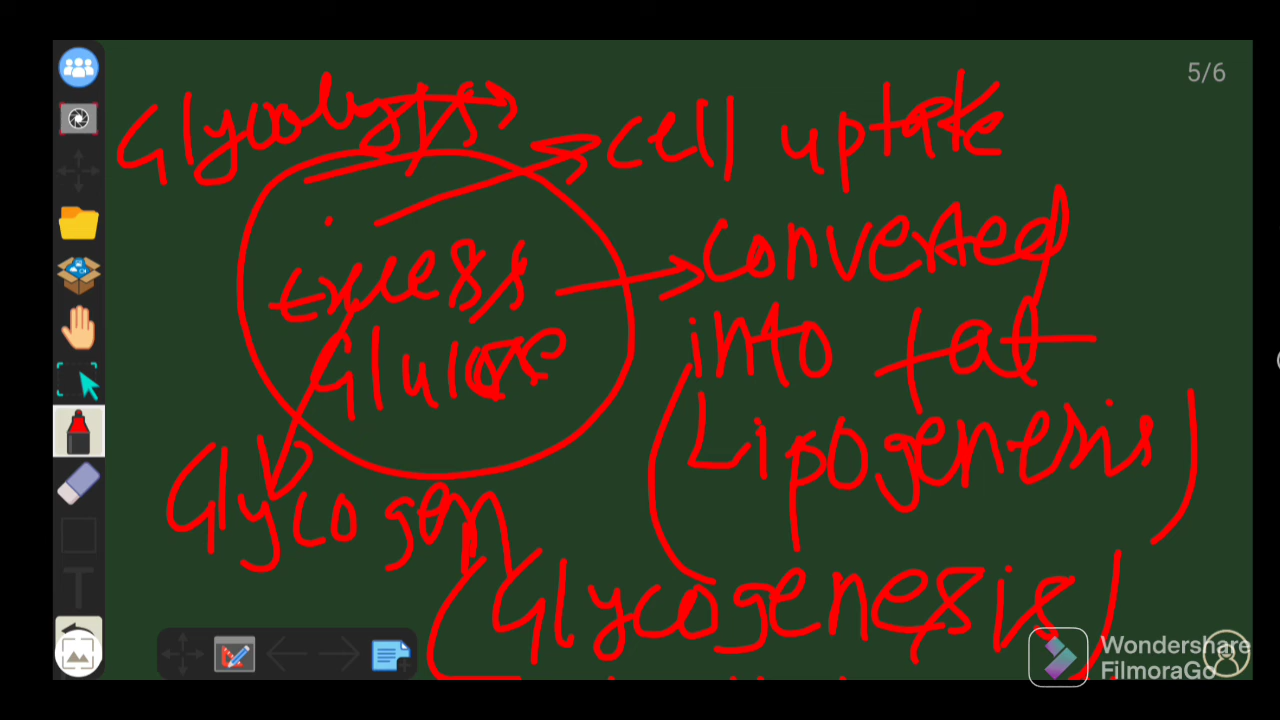 5/6
Glycolysis → cell uptake
Excess → converted
Glucose into fat
(Lipogenesis)
Glycogen
(Glycogenesis)
Wondershare
FilmoraGo